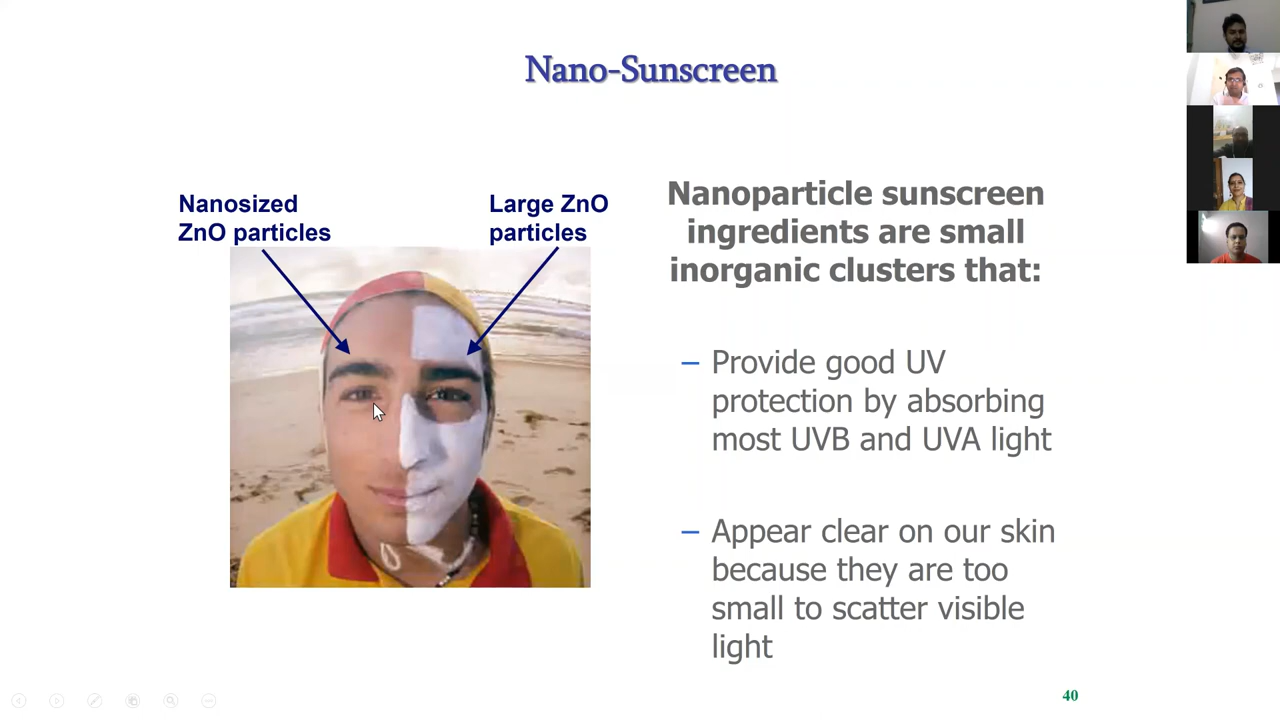 Nano-Sunscreen
Nanosized
ZnO particles
Large ZnO
particles
Nanoparticle sunscreen
ingredients are small
inorganic clusters that:
– Provide good UV
protection by absorbing
most UVB and UVA light
– Appear clear on our skin
because they are too
small to scatter visible
light
40